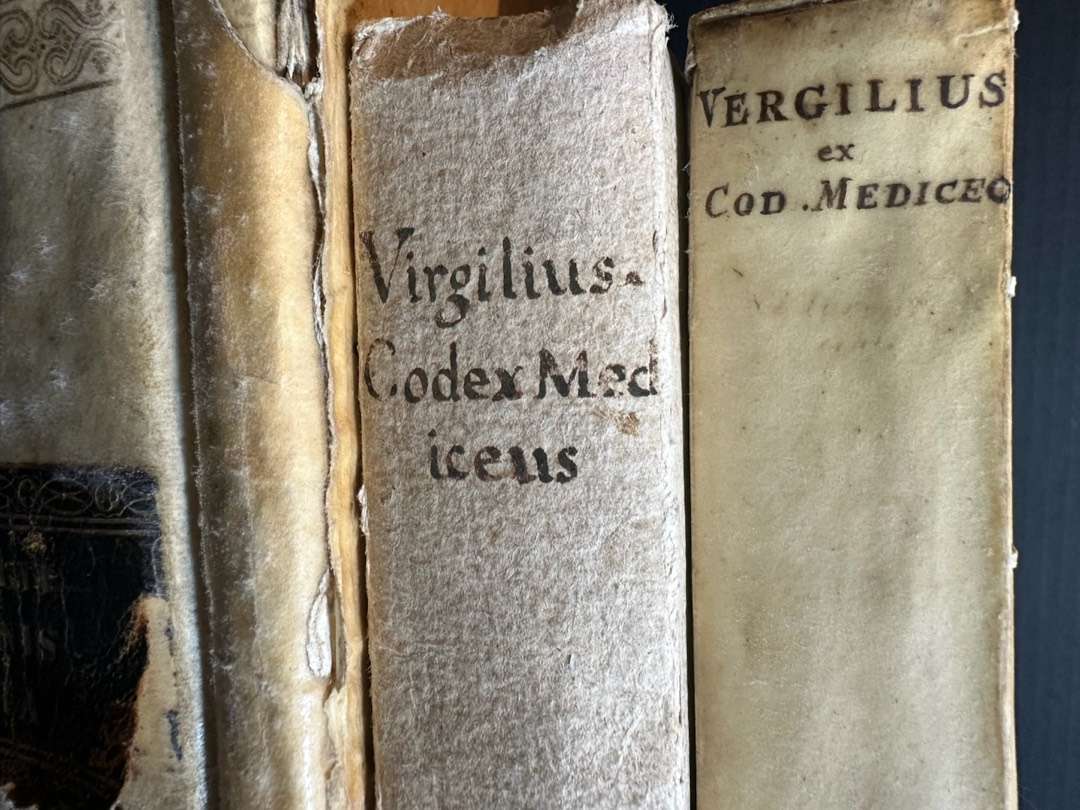 Virgilius.
Codex Med
iceus
VERGILIUS
ex
COD. MEDICEO